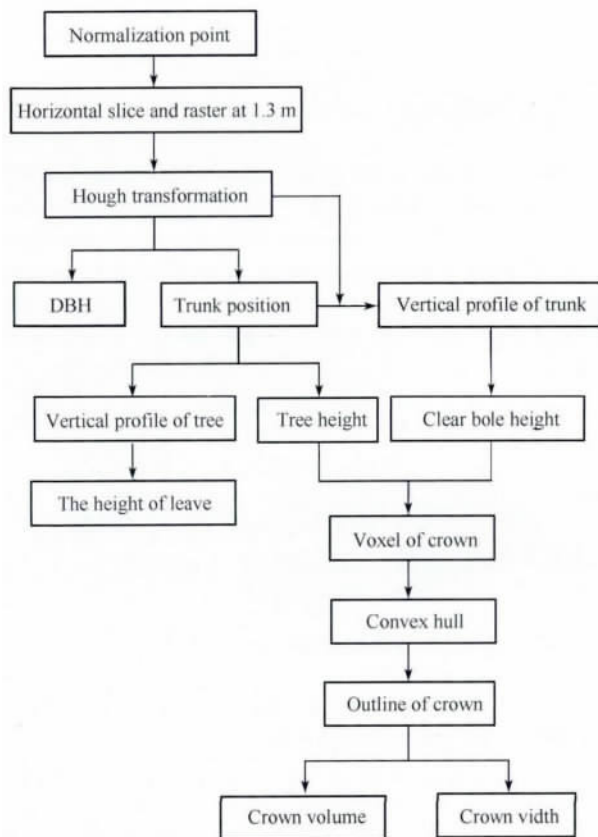 Normalization point
Horizontal slice and raster at 1.3 m
Hough transformation
DBH
Trunk position
Vertical profile of trunk
Vertical profile of tree
Tree height
Clear bole height
The height of leave
Voxel of crown
Convex hull
Outline of crown
Crown volume
Crown vidth